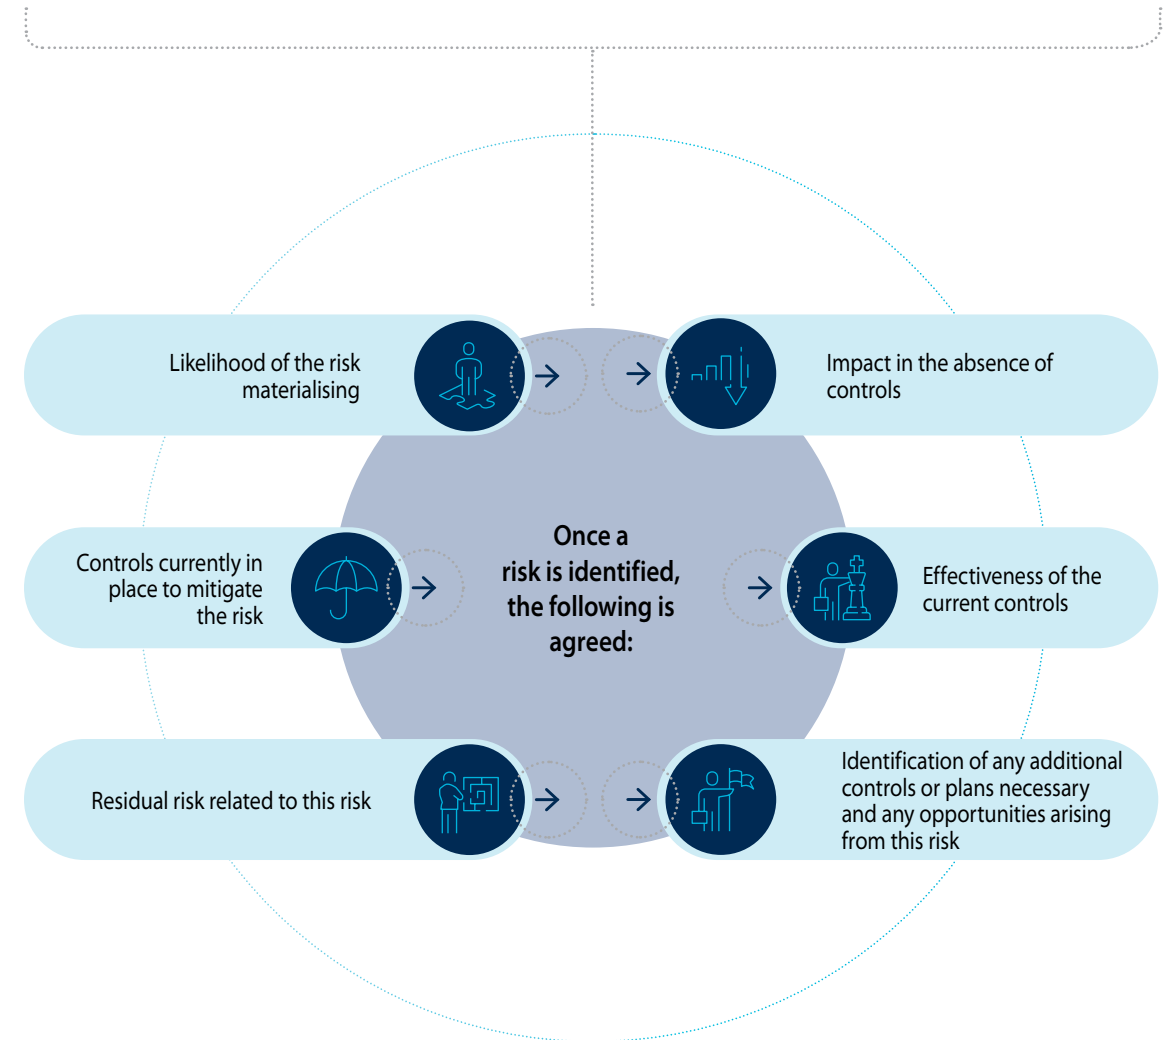 Likelihood of the risk
materialising
Impact in the absence of
controls
Controls currently in
place to mitigate
the risk
Once a
risk is identified,
the following is
agreed:
Effectiveness of the
current controls
Residual risk related to this risk
Identification of any additional
controls or plans necessary
and any opportunities arising
from this risk